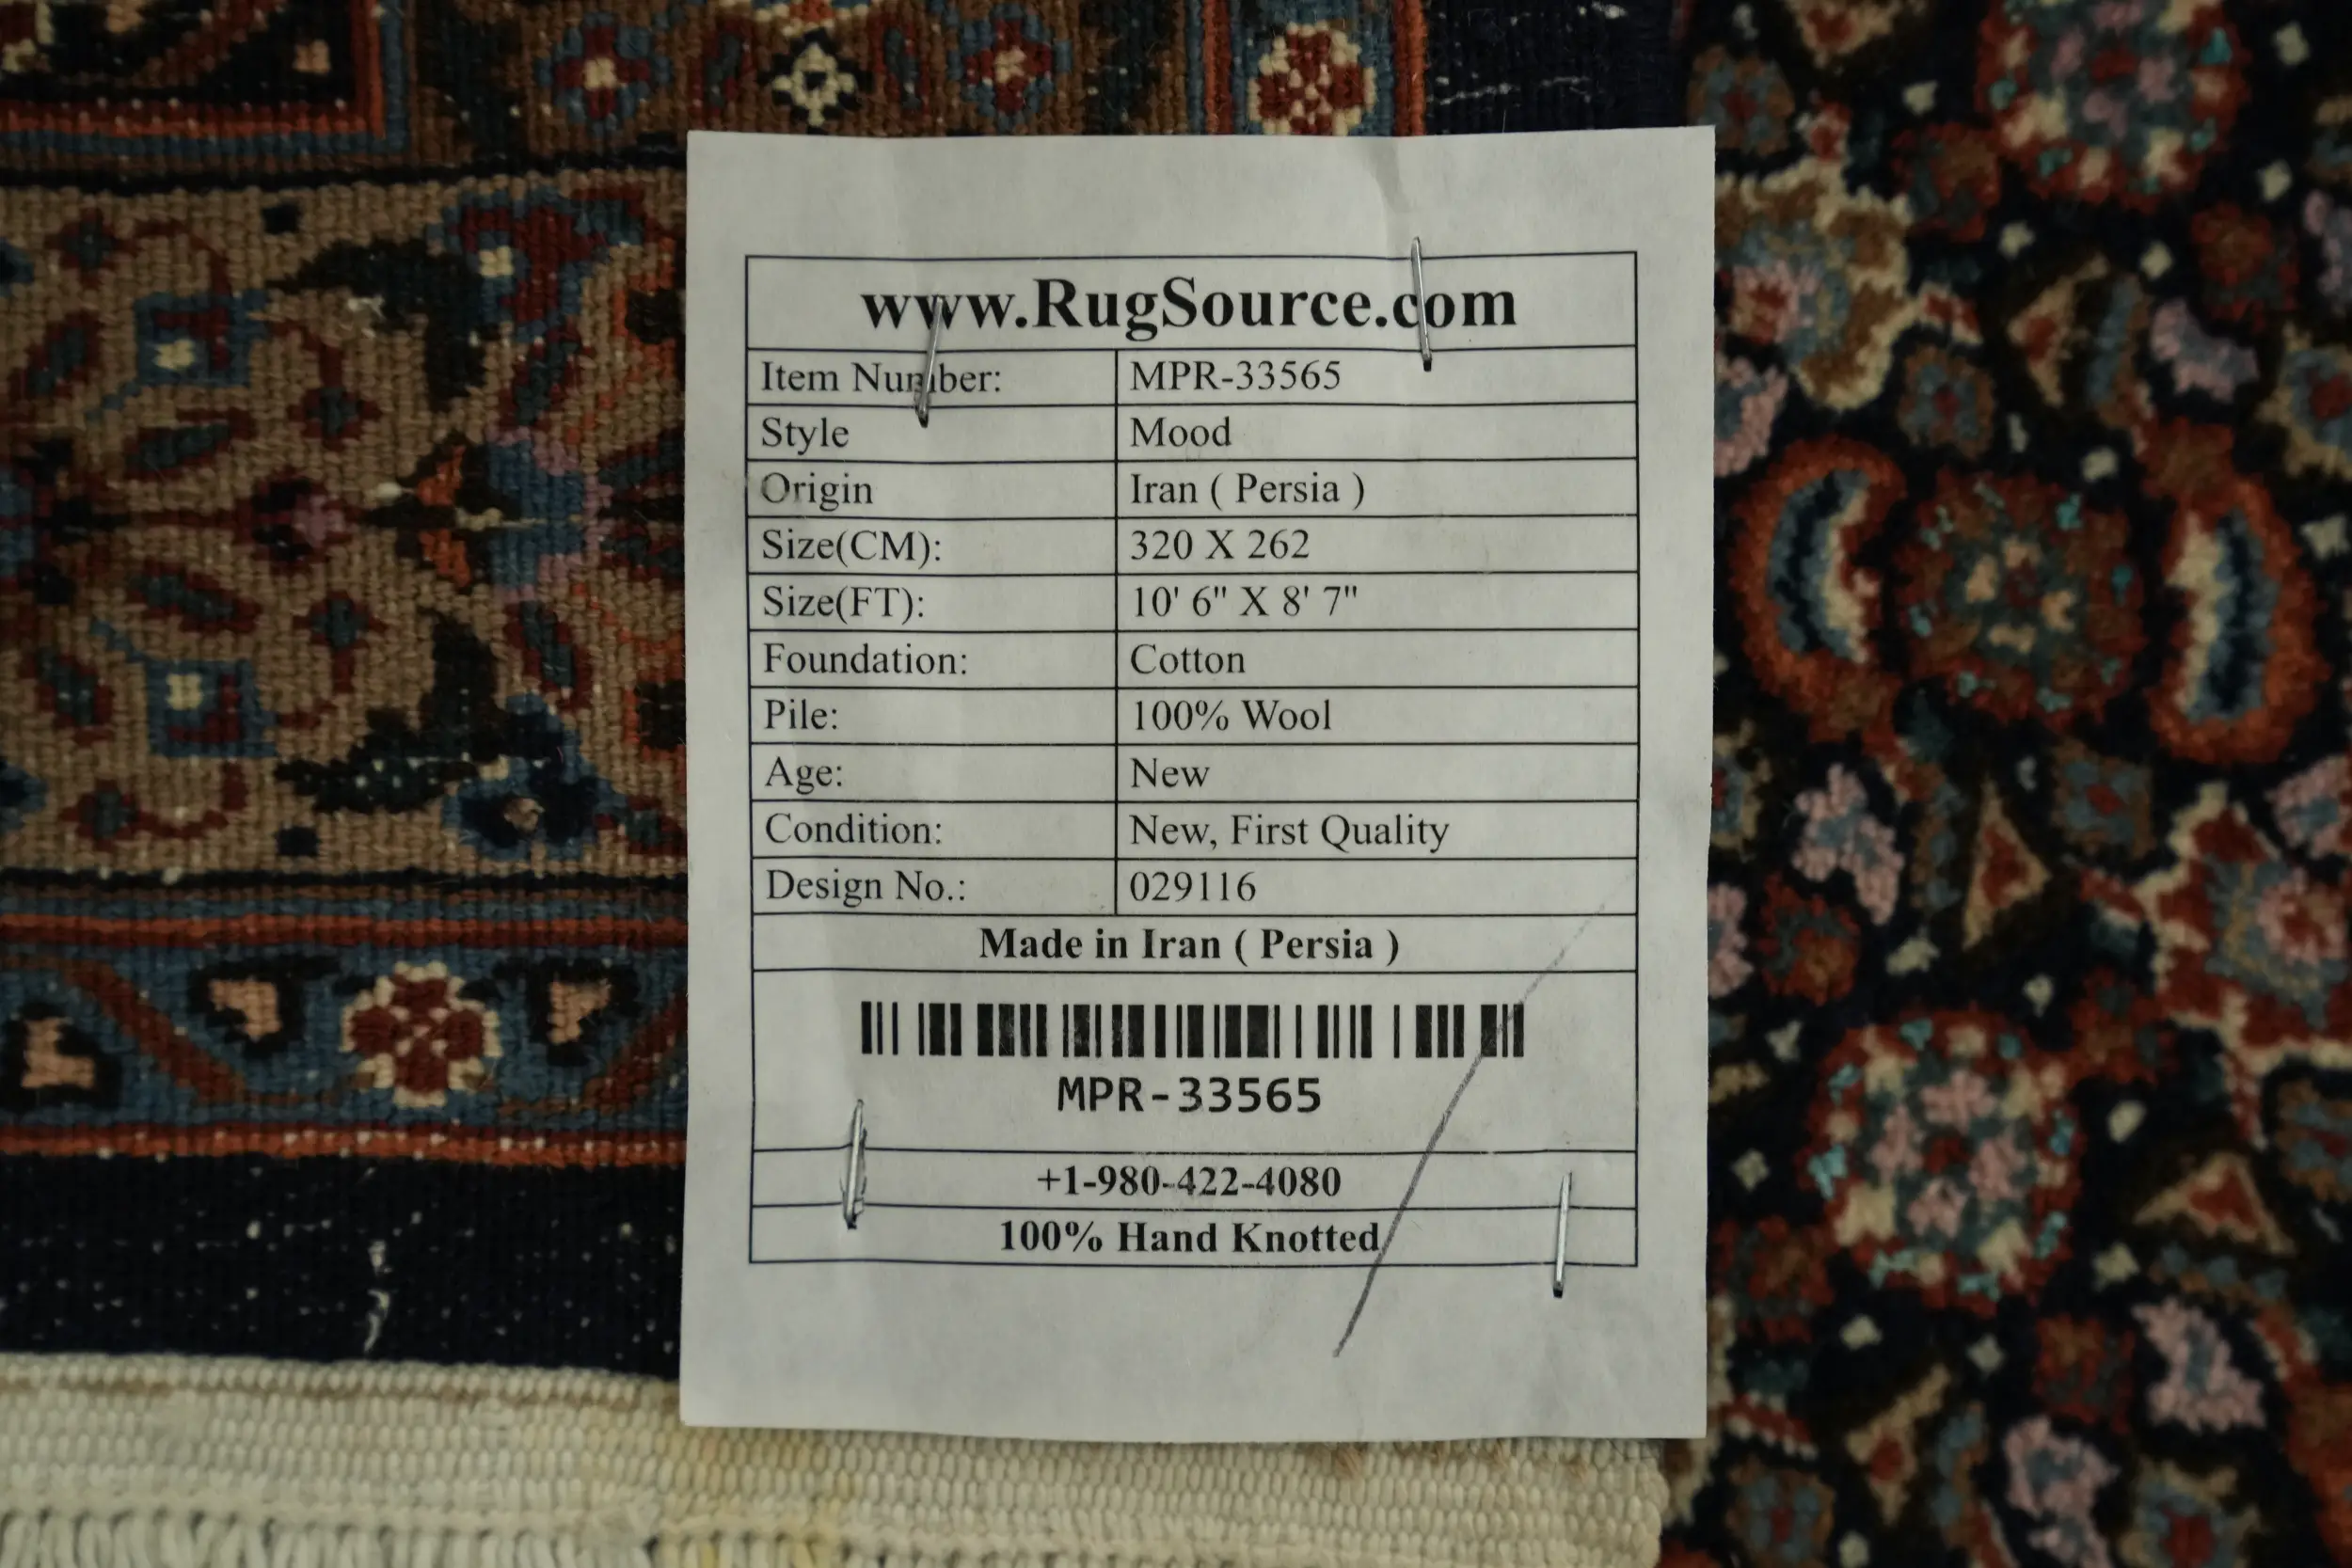 www.RugSource.com
Item Number: MPR-33565
Style Mood
Origin Iran ( Persia )
Size(CM): 320 X 262
Size(FT): 10' 6" X 8' 7"
Foundation: Cotton
Pile: 100% Wool
Age: New
Condition: New, First Quality
Design No.: 029116
Made in Iran ( Persia )
MPR-33565
+1-980-422-4080
100% Hand Knotted